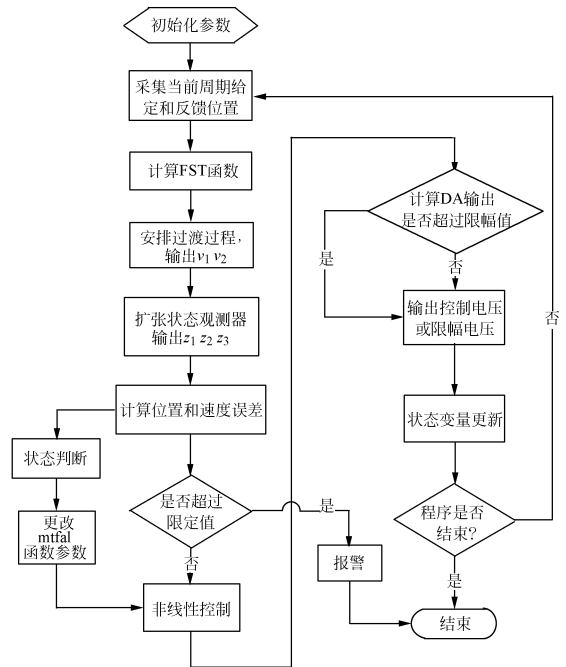 初始化参数
采集当前周期给
定和反馈位置
计算FST函数
安排过渡过程，
输出v₁ v₂
扩张状态观测器
输出z₁ z₂ z₃
计算位置和速度误差
状态判断
更改
mtfal
函数参数
是否超过
限定值
是
否
非线性控制
报警
计算DA输出
是否超过限幅值
是
否
输出控制电压
或限幅电压
状态变量更新
程序是否
结束?
否
是
结束